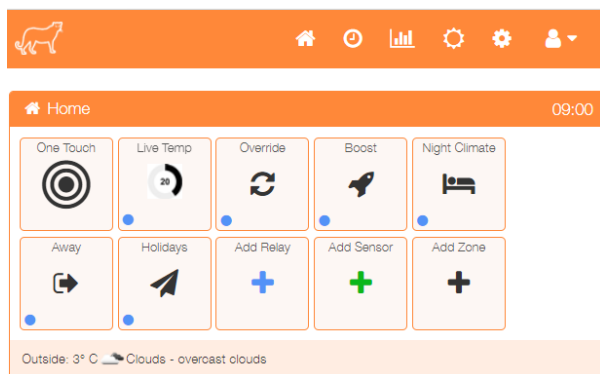 Home 09:00
One Touch Live Temp Override Boost Night Climate
20
Away Holidays Add Relay Add Sensor Add Zone
Outside: 3° C Clouds - overcast clouds